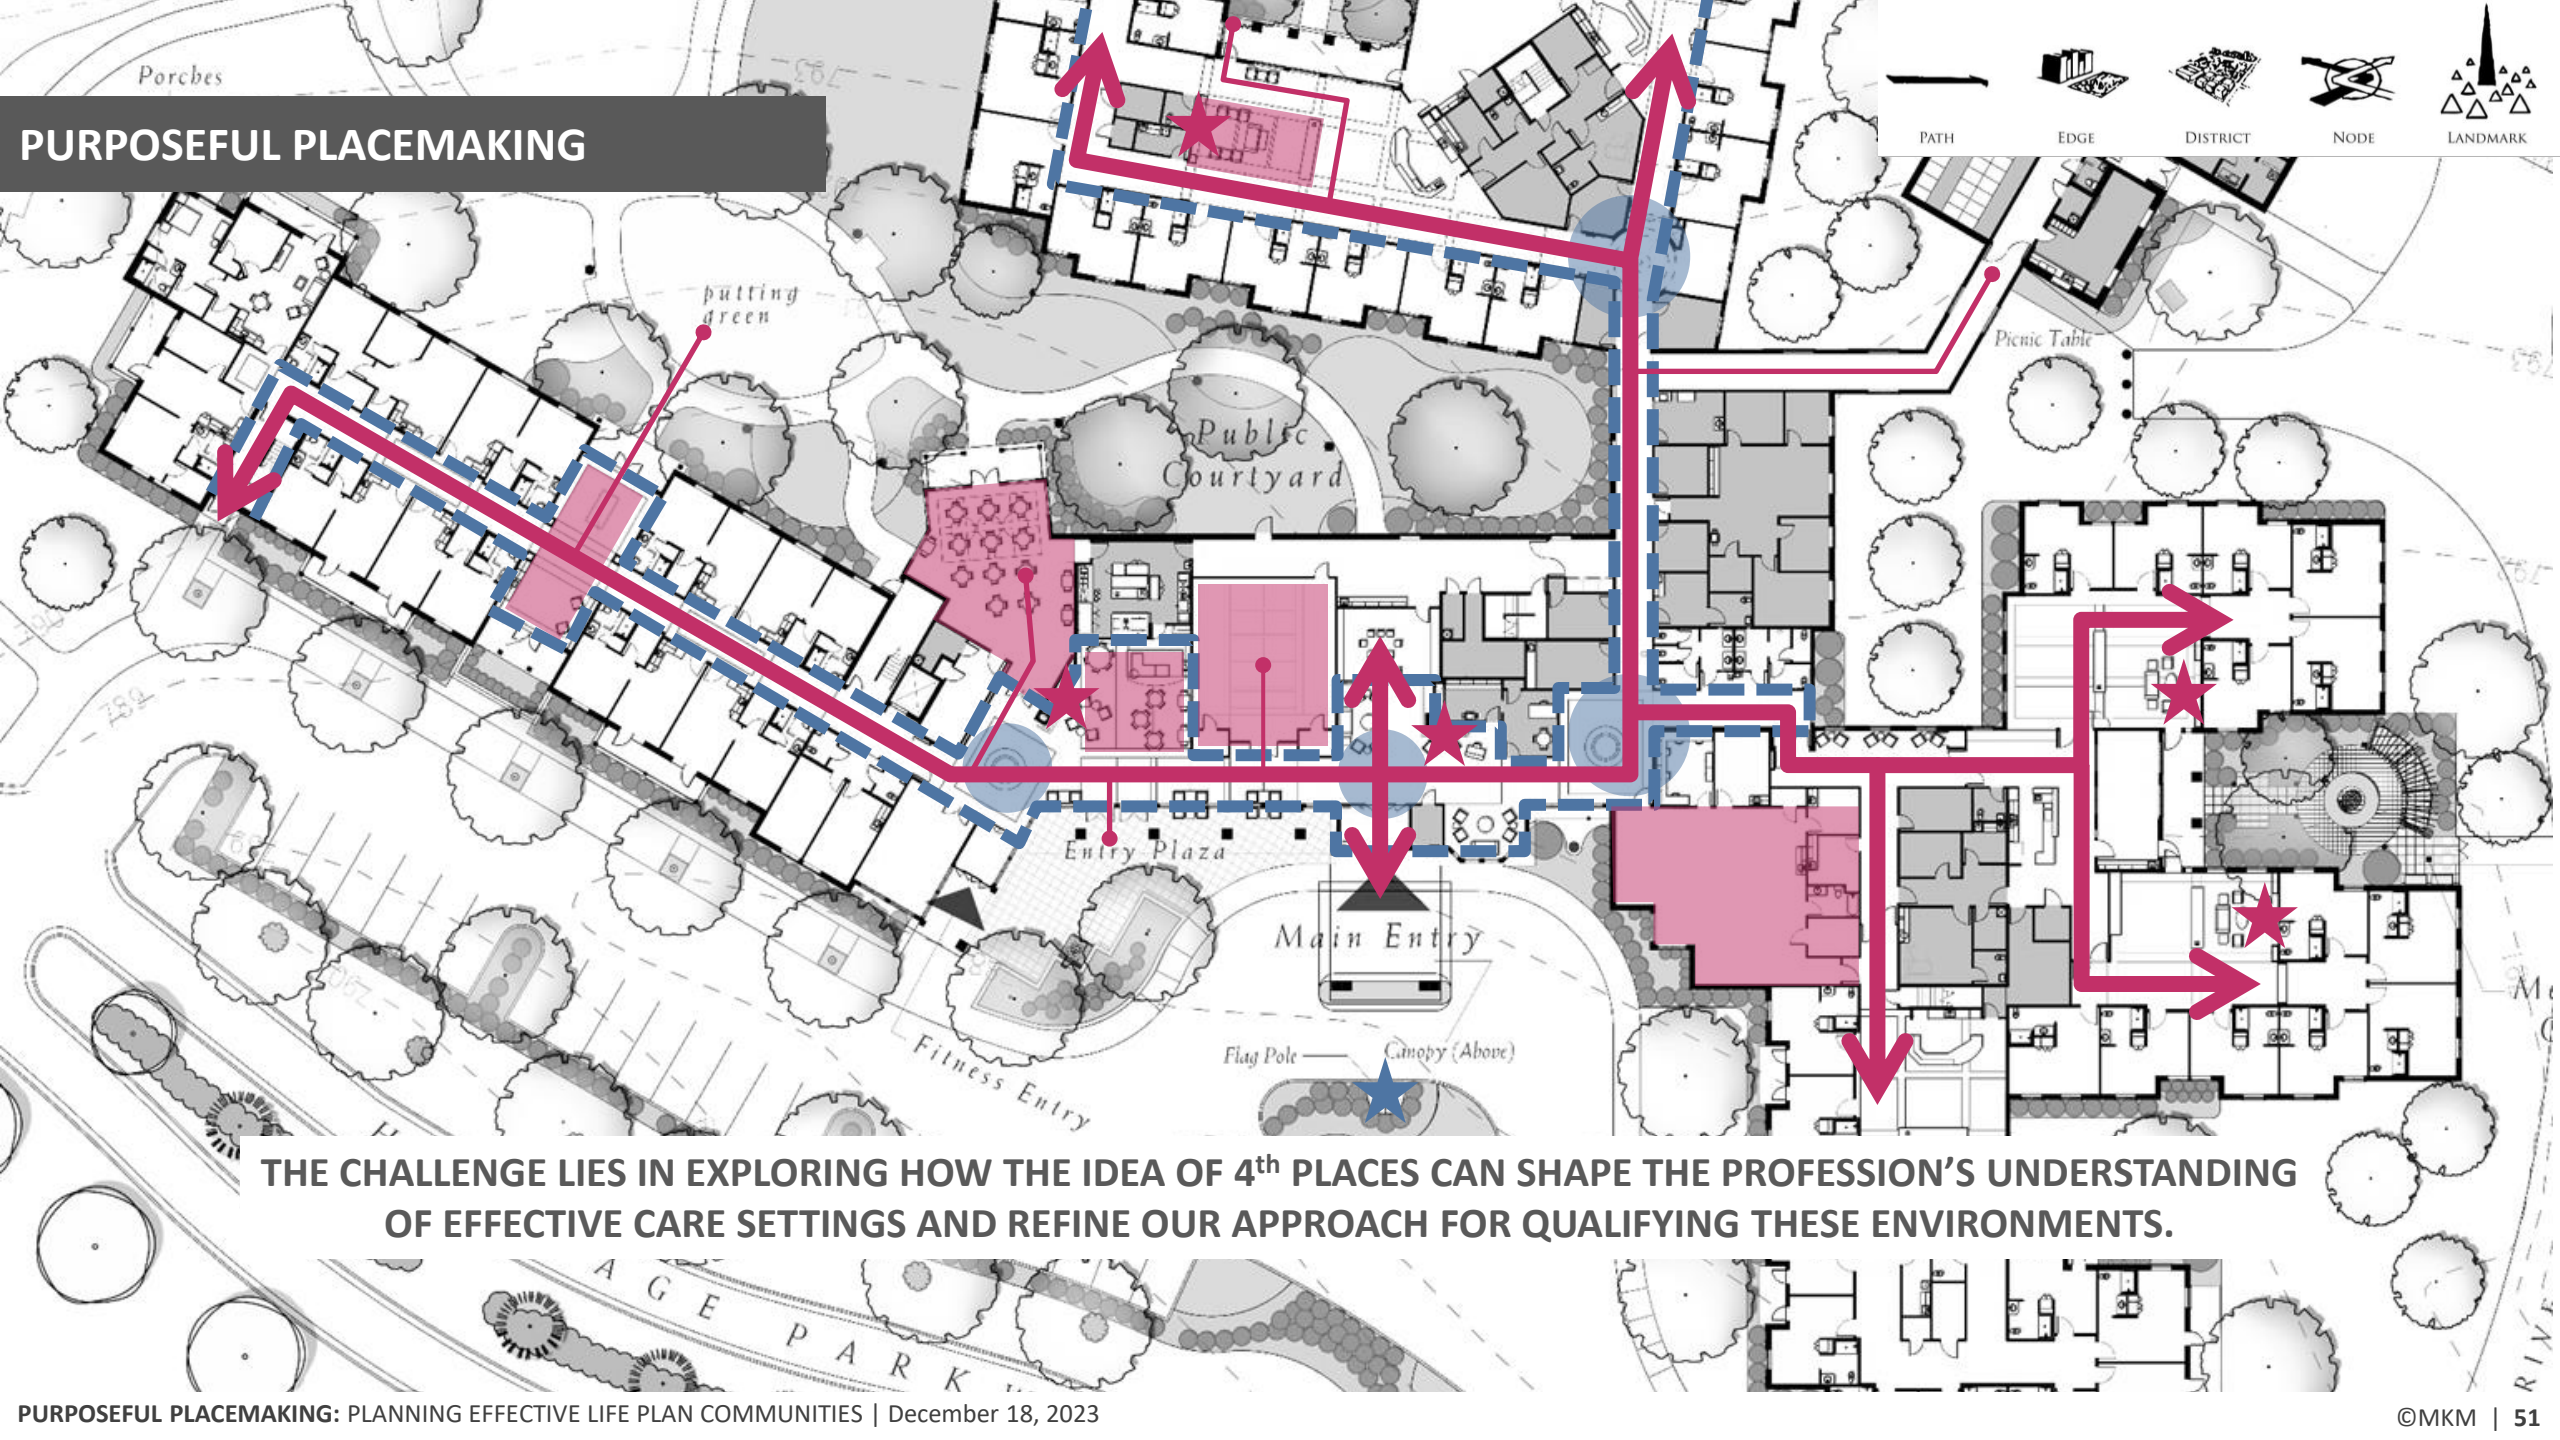 Porches
PURPOSEFUL PLACEMAKING
PATH
EDGE
DISTRICT
NODE
LANDMARK
putting
green
Picnic Table
Public
Courtyard
Entry Plaza
Main Entry
Fitness Entry
Flag Pole
Canopy (Above)
THE CHALLENGE LIES IN EXPLORING HOW THE IDEA OF 4th PLACES CAN SHAPE THE PROFESSION’S UNDERSTANDING
OF EFFECTIVE CARE SETTINGS AND REFINE OUR APPROACH FOR QUALIFYING THESE ENVIRONMENTS.
PURPOSEFUL PLACEMAKING: PLANNING EFFECTIVE LIFE PLAN COMMUNITIES | December 18, 2023
©MKM | 51